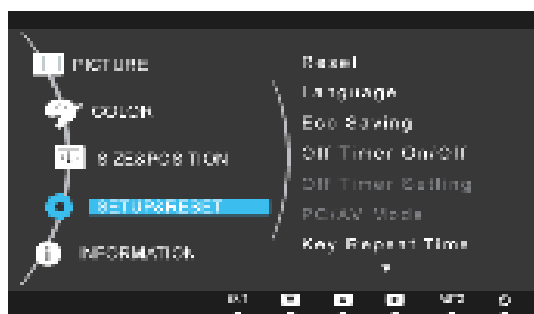 PICTURE
COLOR
SIZE&POSITION
SETUP&RESET
INFORMATION
Reset
Language
Eco Saving
Off Timer On/Off
Off Timer Setting
PC/AV Mode
Key Repeat Time